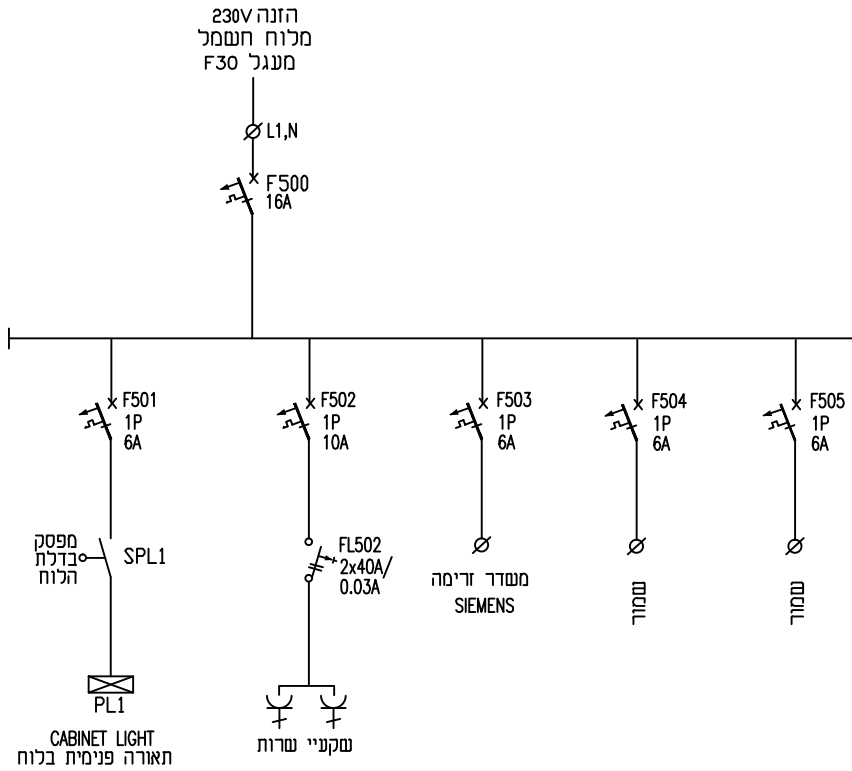 הזנה 230V
מלוח חשמל
מעגל F30
L1,N
F500
16A
F501
1P
6A
F502
1P
10A
F503
1P
6A
F504
1P
6A
F505
1P
6A
מפסק
בדלת
הלוח
SPL1
FL502
2x40A/
0.03A
משדר זרימה
SIEMENS
שמור
שמור
PL1
CABINET LIGHT
תאורה פנימית בלוח
שקעיי שרות